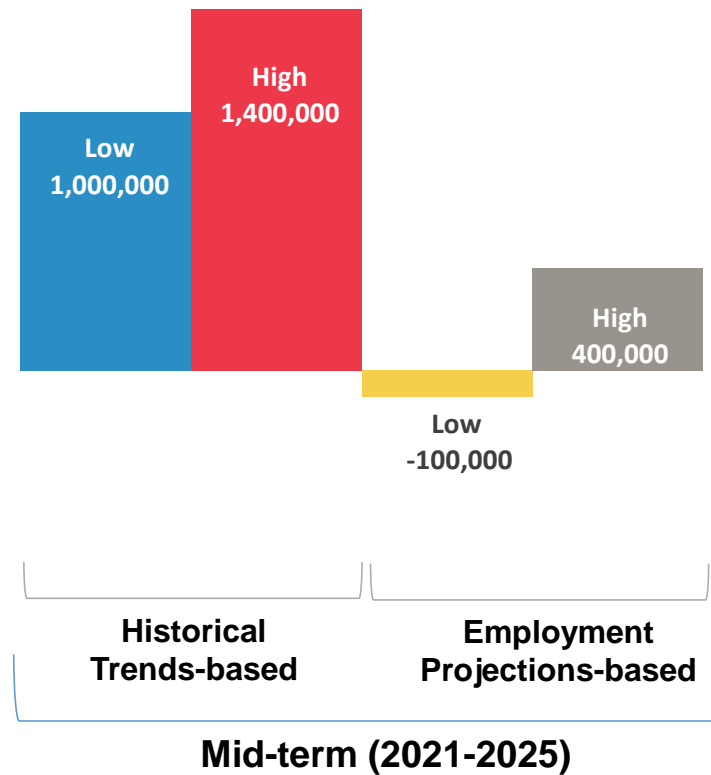 High
1,400,000
Low
1,000,000
High
400,000
Low
-100,000
Historical
Trends-based
Employment
Projections-based
Mid-term (2021-2025)